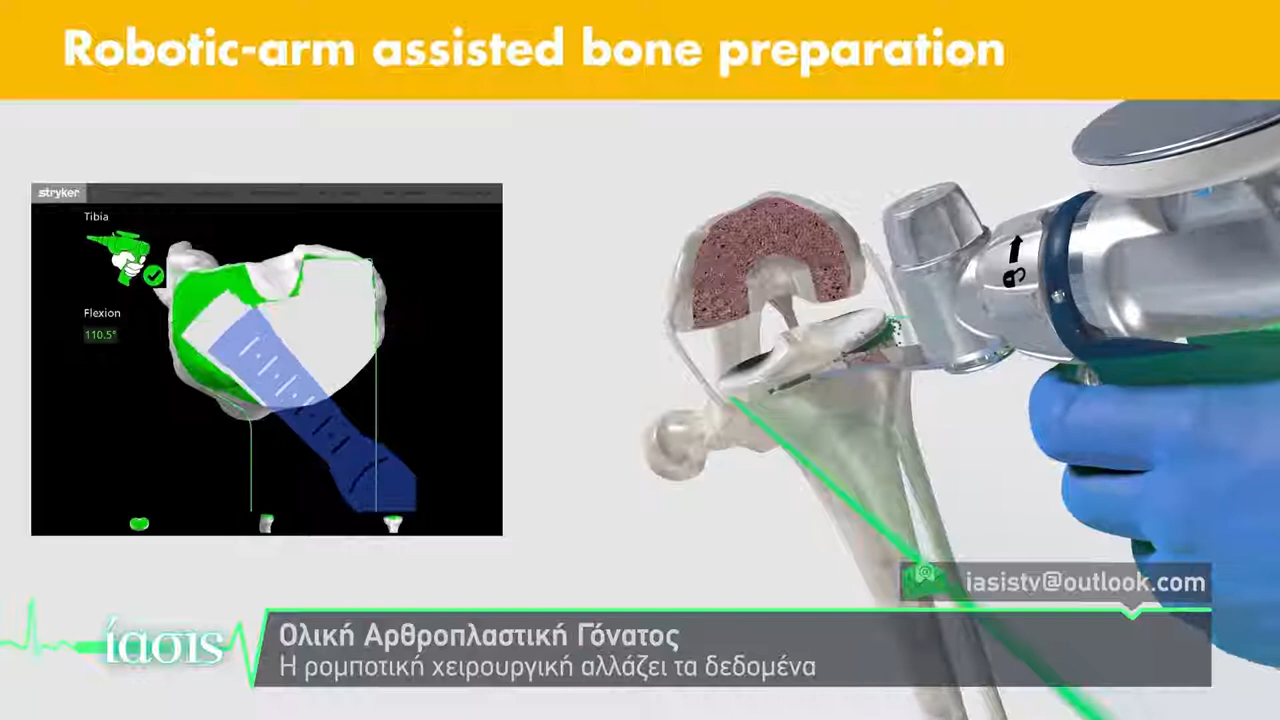 Robotic-arm assisted bone preparation
stryker
Tibia
Flexion
110.5°
iasistv@outlook.com
ίασις
Ολική Αρθροπλαστική Γόνατος
Η ρομποτική χειρουργική αλλάζει τα δεδομένα